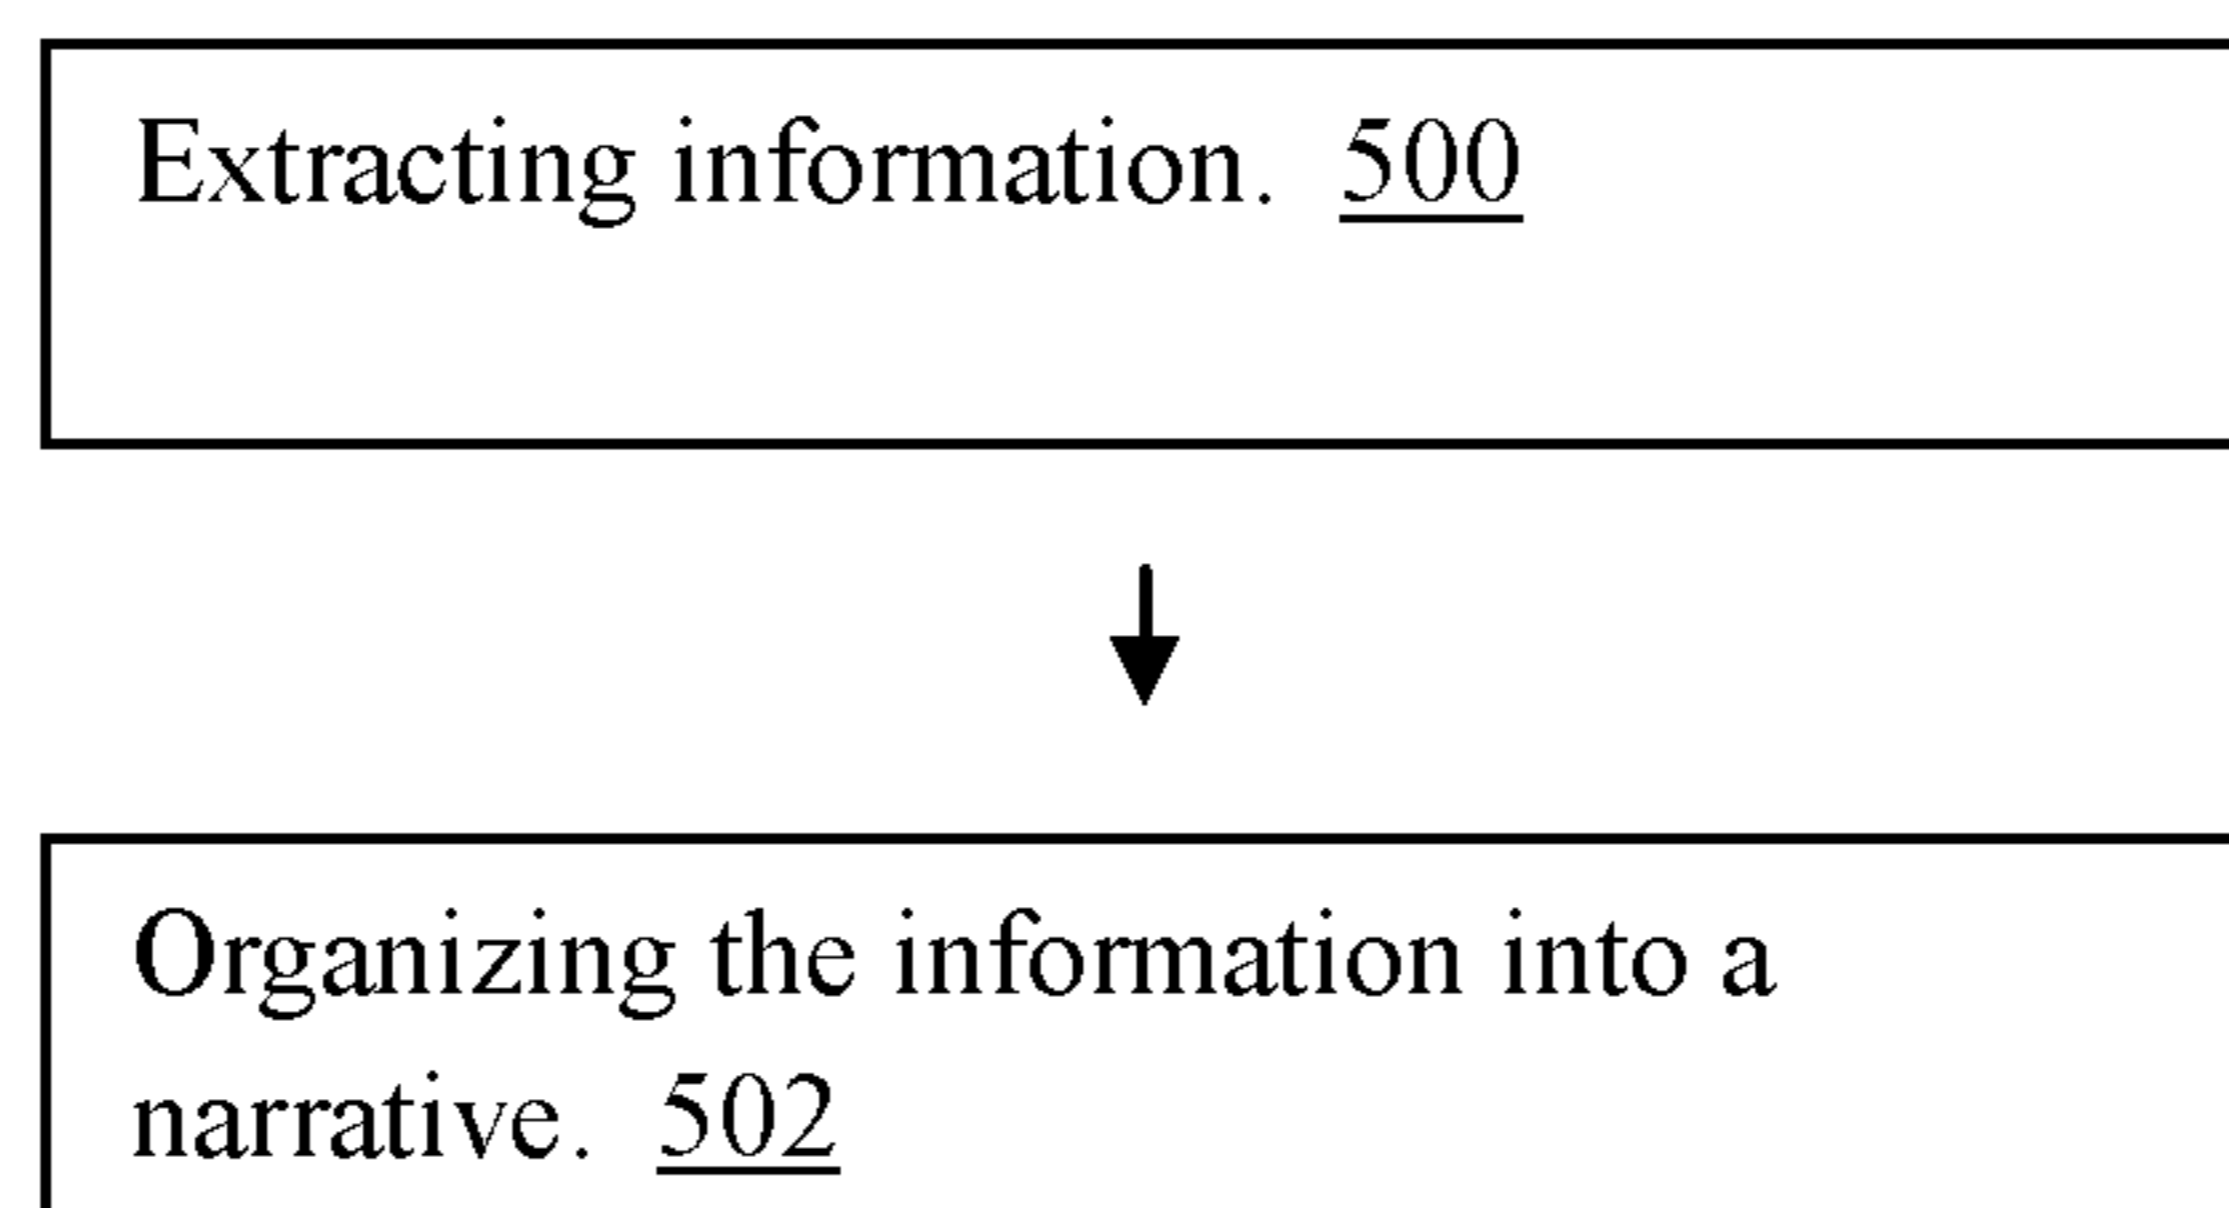 Extracting information. 500
Organizing the information into a
narrative. 502